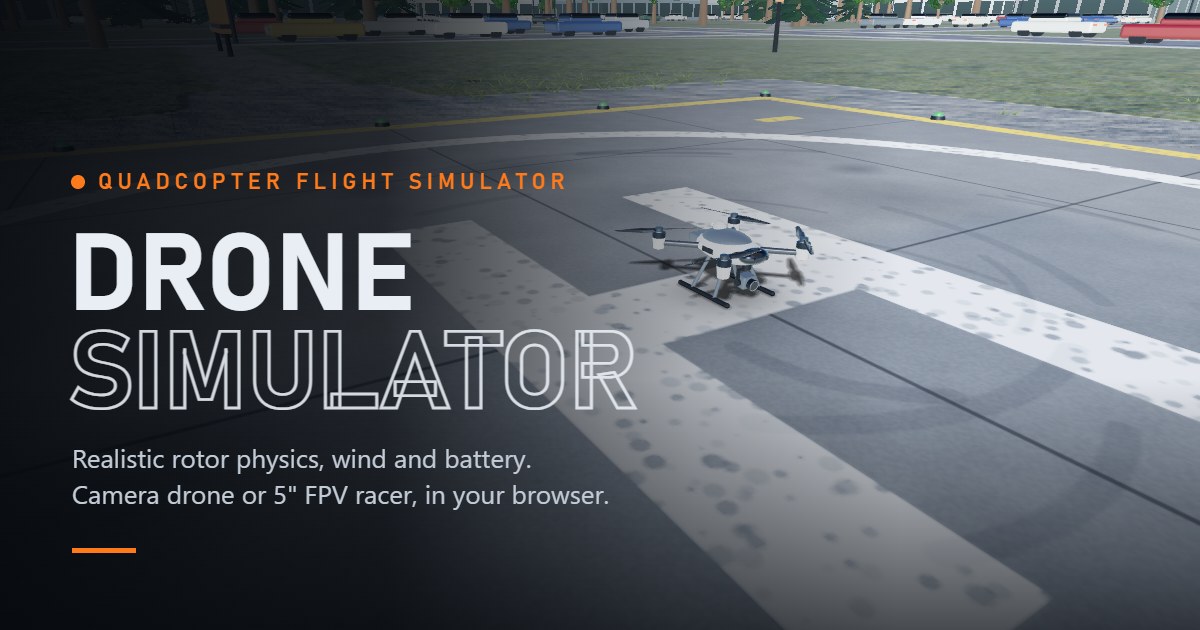 QUADCOPTER FLIGHT SIMULATOR
DRONE
SIMULATOR
Realistic rotor physics, wind and battery.
Camera drone or 5" FPV racer, in your browser.